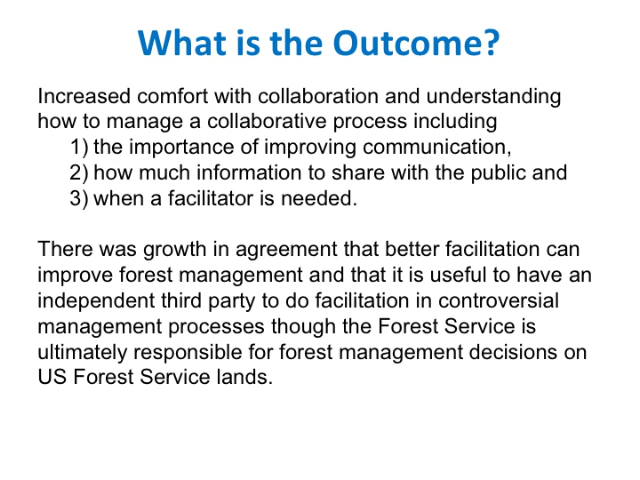 What is the Outcome?
Increased comfort with collaboration and understanding
how to manage a collaborative process including
1) the importance of improving communication,
2) how much information to share with the public and
3) when a facilitator is needed.
There was growth in agreement that better facilitation can
improve forest management and that it is useful to have an
independent third party to do facilitation in controversial
management processes though the Forest Service is
ultimately responsible for forest management decisions on
US Forest Service lands.